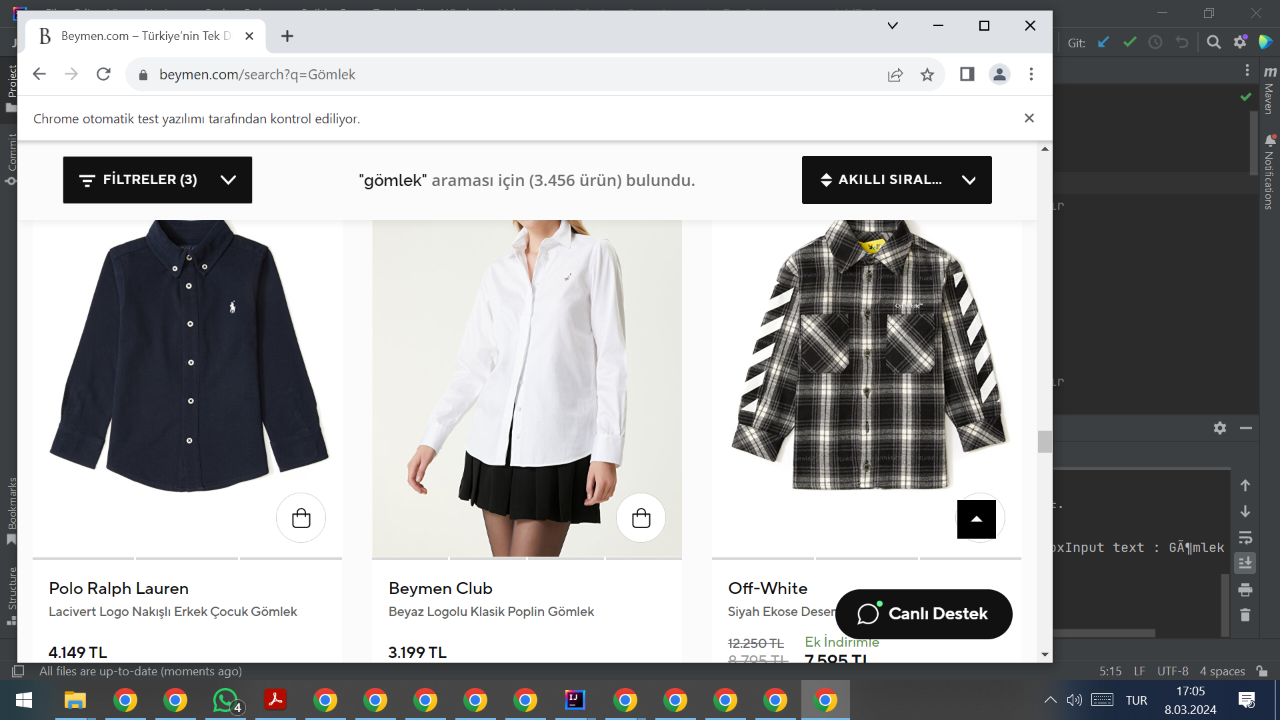 Beymen.com – Türkiye'nin Tek D
beymen.com/search?q=Gömlek
Git:
Chrome otomatik test yazılımı tarafından kontrol ediliyor.
FİLTRELER (3)
"gömlek" araması için (3.456 ürün) bulundu.
AKILLI SIRAL...
Polo Ralph Lauren
Lacivert Logo Nakışlı Erkek Çocuk Gömlek
4.149 TL
Beymen Club
Beyaz Logolu Klasik Poplin Gömlek
3.199 TL
Off-White
Siyah Ekose Deser
12.250 TL
Ek İndirimle
8.795 TL
7.595 TL
Canlı Destek
Project
Commit
Bookmarks
Structure
Maven
Notifications
oxInput text : GÃ¶mlek
All files are up-to-date (moments ago)
5:15 LF UTF-8 4 spaces
4
TUR
17:05
8.03.2024